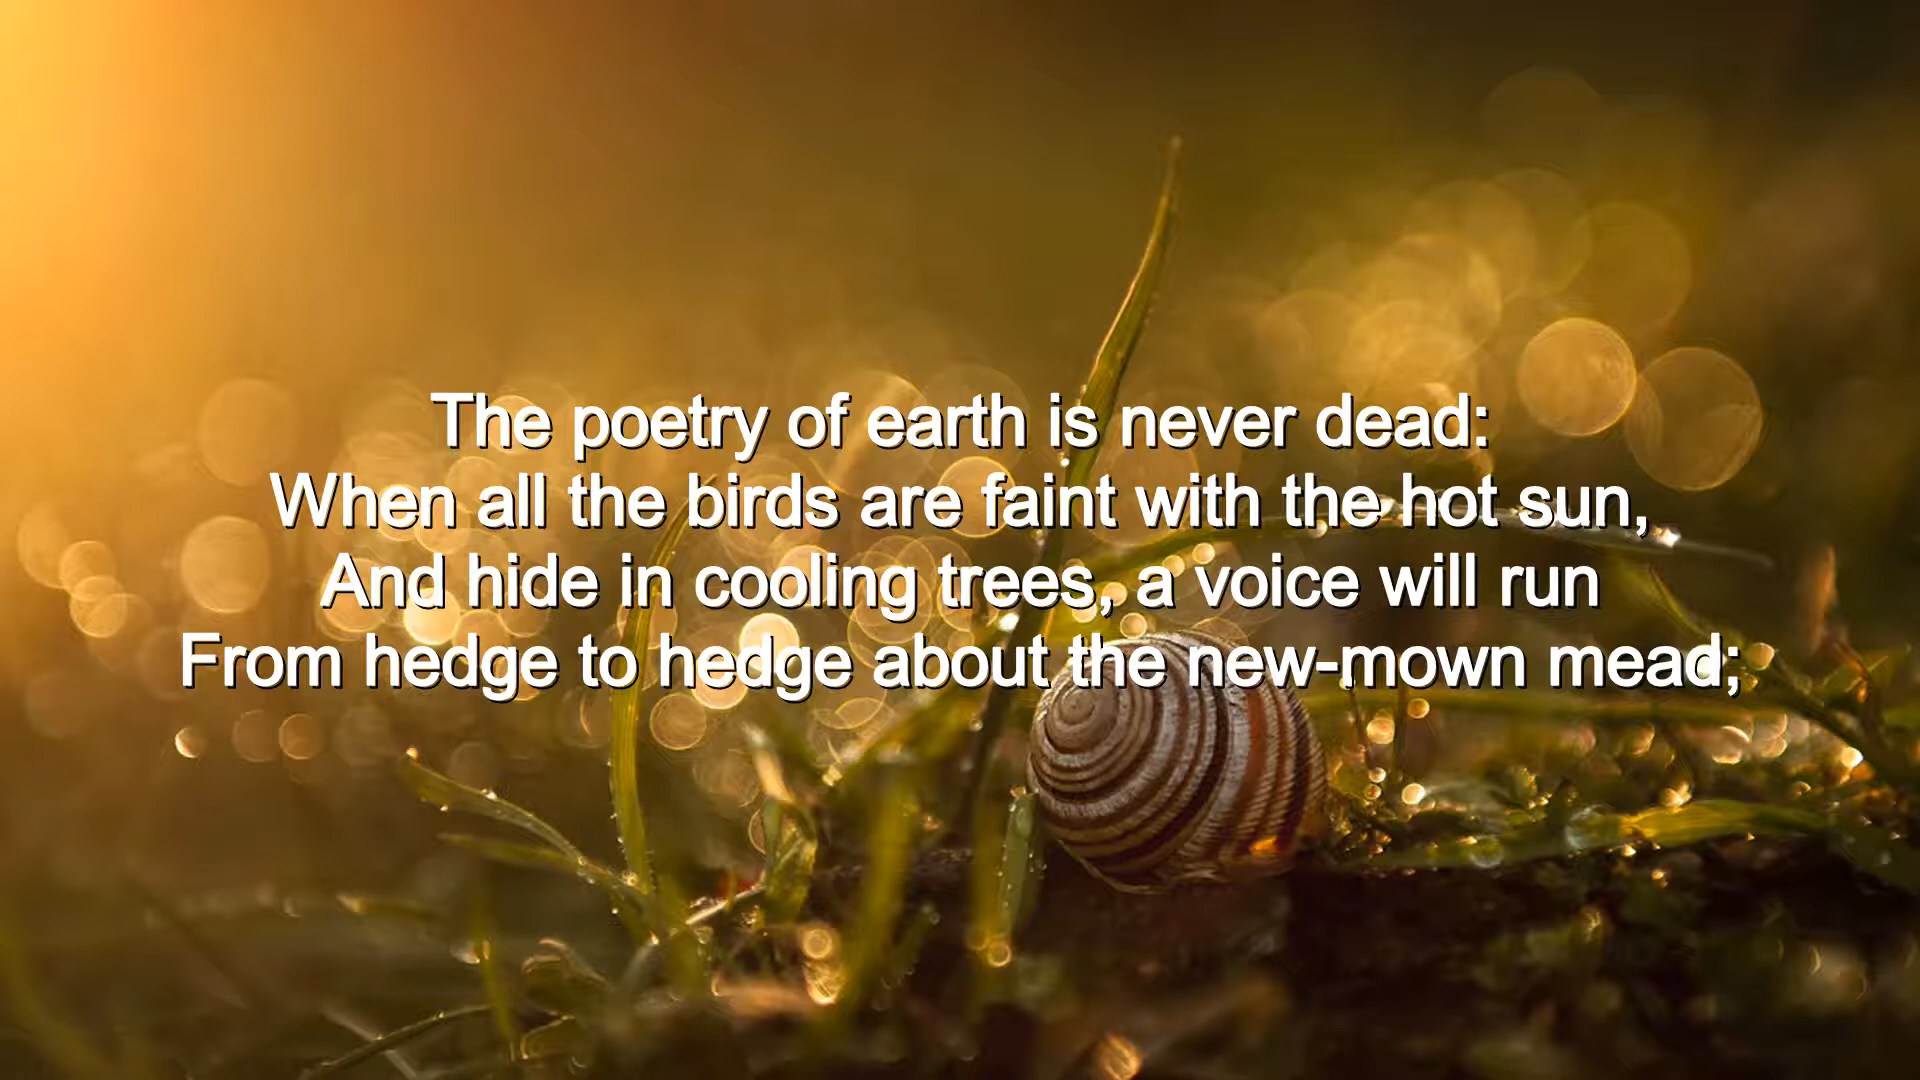 The poetry of earth is never dead:
When all the birds are faint with the hot sun,
And hide in cooling trees, a voice will run
From hedge to hedge about the new-mown mead;